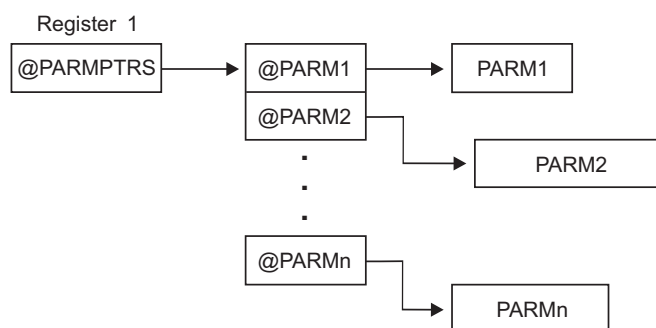 Register 1
@PARMPTRS
@PARM1
PARM1
@PARM2
PARM2
.
.
.
@PARMn
PARMn